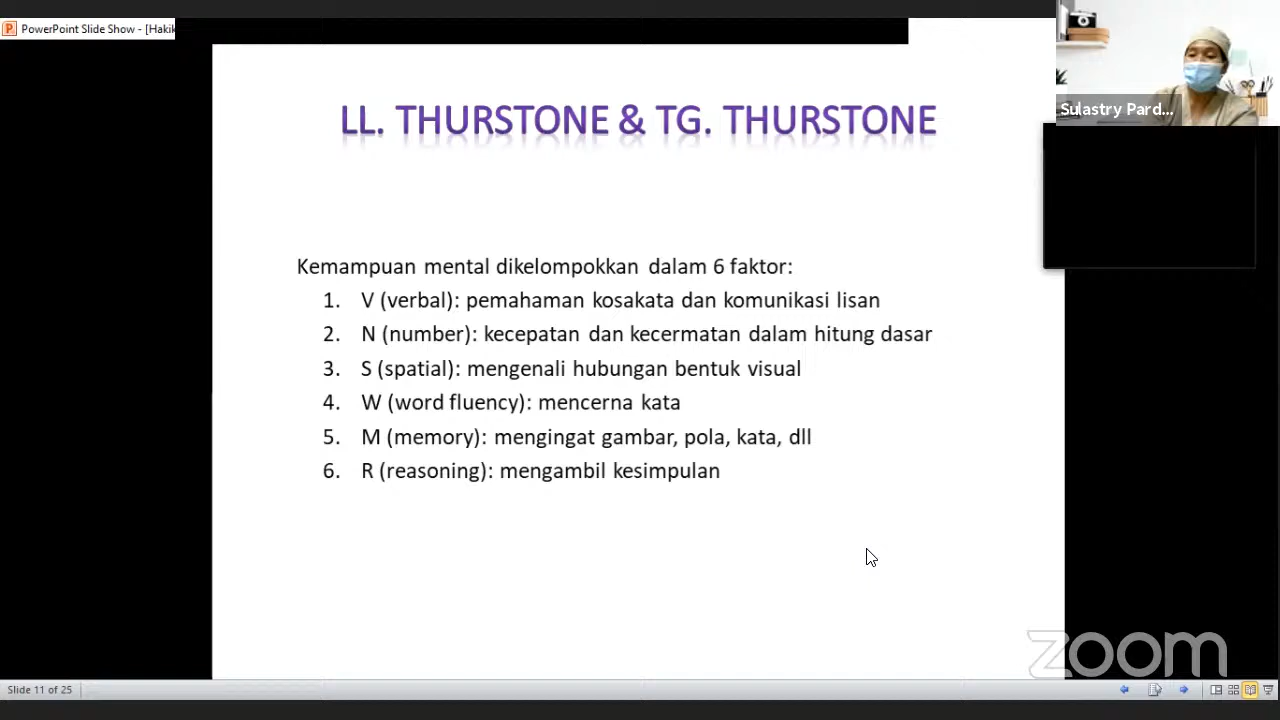 PowerPoint Slide Show - [Hakik
Sulastry Pard...
LL. THURSTONE & TG. THURSTONE
Kemampuan mental dikelompokkan dalam 6 faktor:
1. V (verbal): pemahaman kosakata dan komunikasi lisan
2. N (number): kecepatan dan kecermatan dalam hitung dasar
3. S (spatial): mengenali hubungan bentuk visual
4. W (word fluency): mencerna kata
5. M (memory): mengingat gambar, pola, kata, dll
6. R (reasoning): mengambil kesimpulan
zoom
Slide 11 of 25